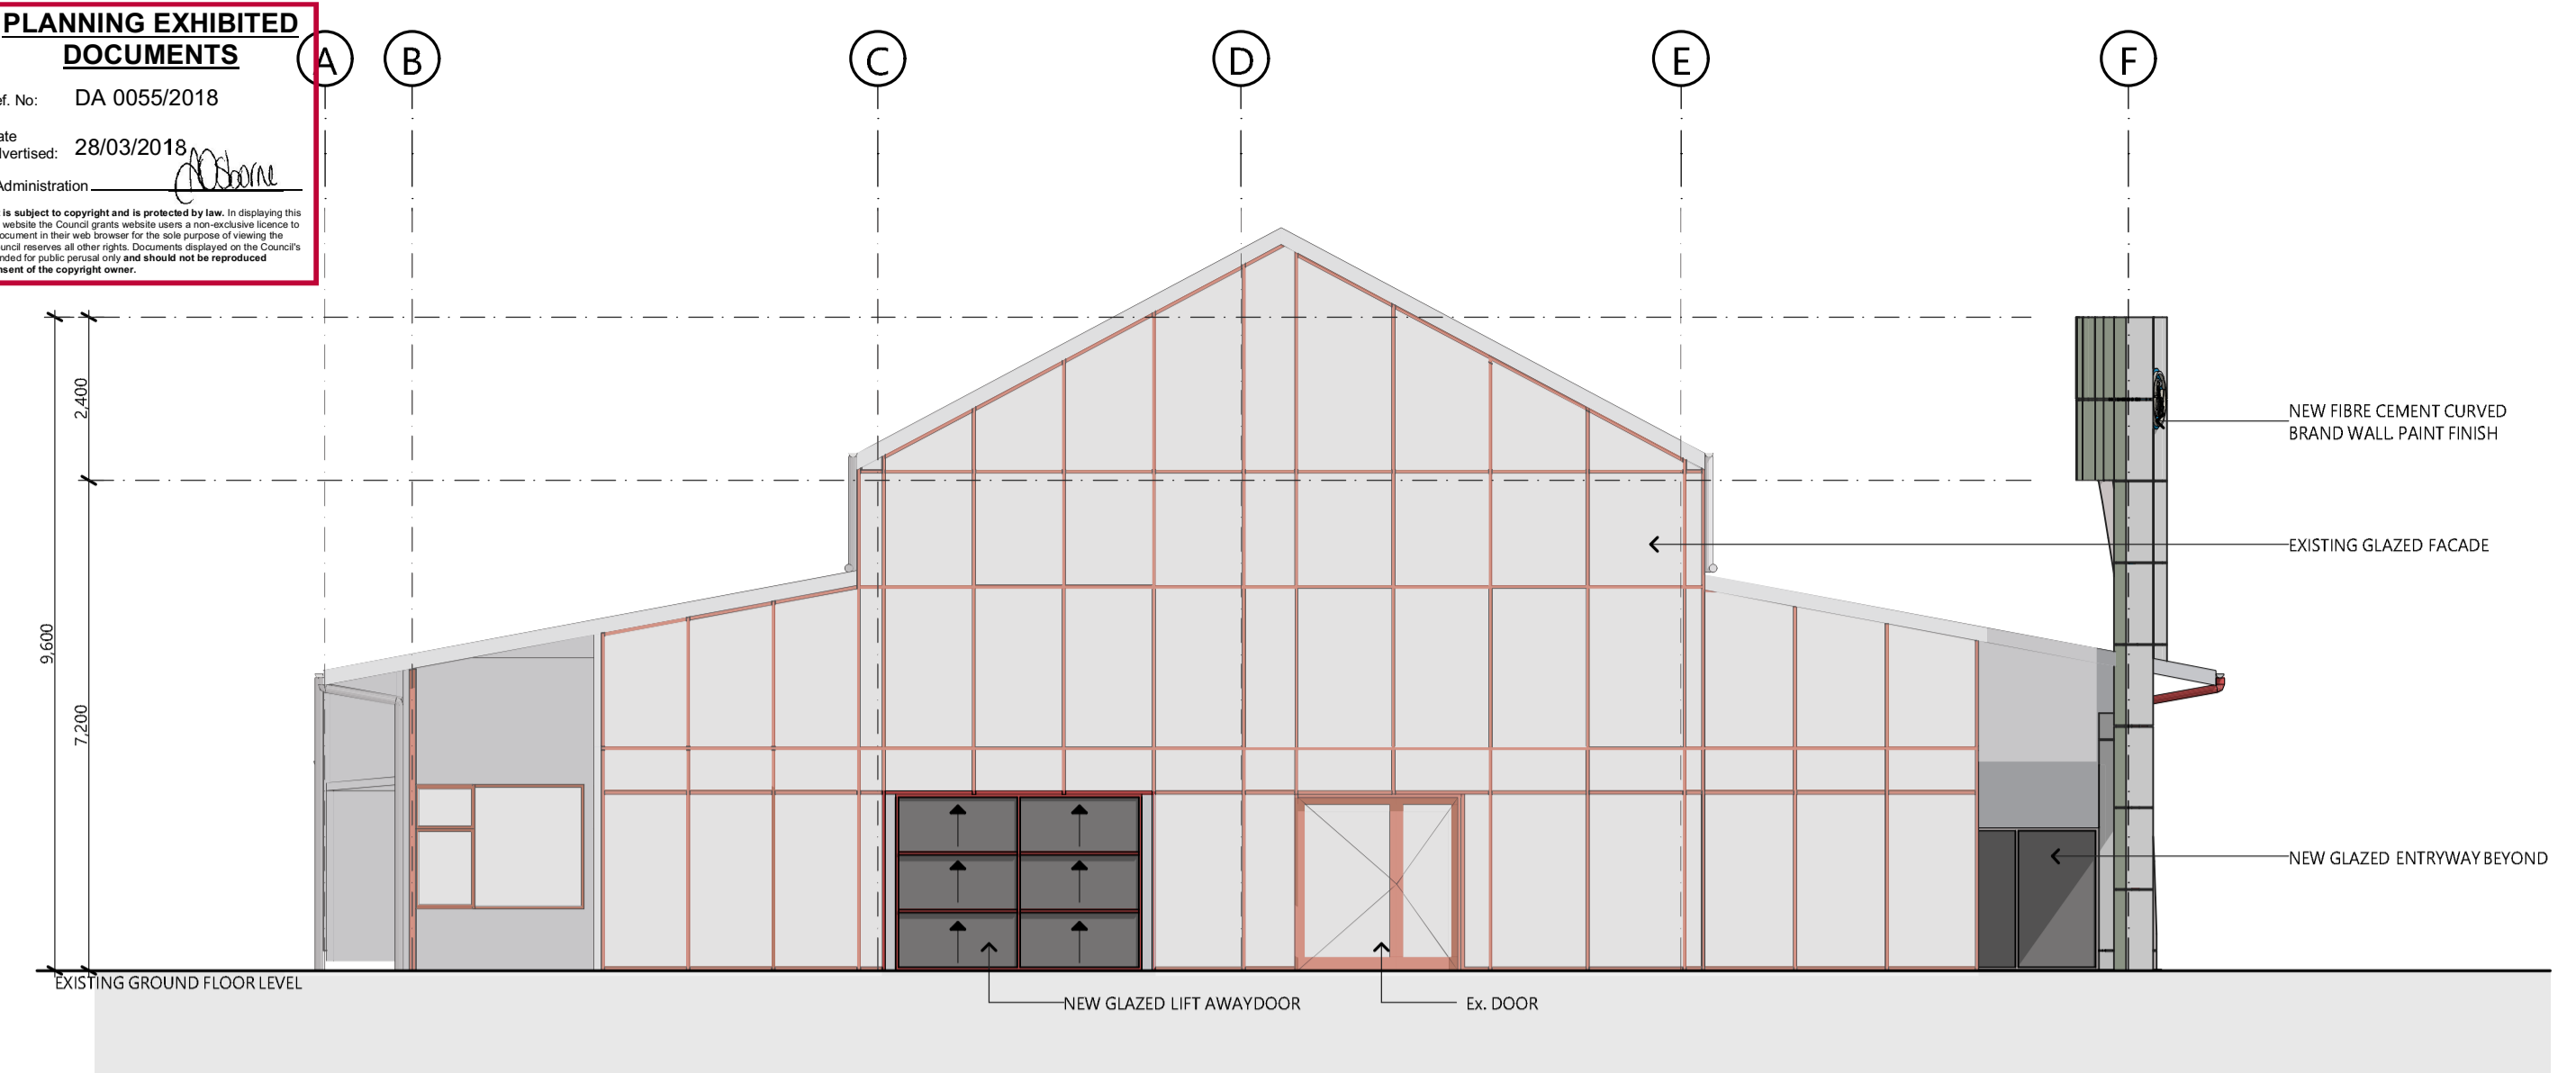 PLANNING EXHIBITED
DOCUMENTS
A
B
C
D
E
F
ef. No: DA 0055/2018
ate
vertised: 28/03/2018
Administration
JOsborne
is subject to copyright and is protected by law. In displaying this
website the Council grants website users a non-exclusive licence to
ocument in their web browser for the sole purpose of viewing the
uncil reserves all other rights. Documents displayed on the Council's
nded for public perusal only and should not be reproduced
nsent of the copyright owner.
2,400
9,600
7,200
NEW FIBRE CEMENT CURVED
BRAND WALL. PAINT FINISH
EXISTING GLAZED FACADE
NEW GLAZED ENTRYWAY BEYOND
EXISTING GROUND FLOOR LEVEL
NEW GLAZED LIFT AWAYDOOR
Ex. DOOR